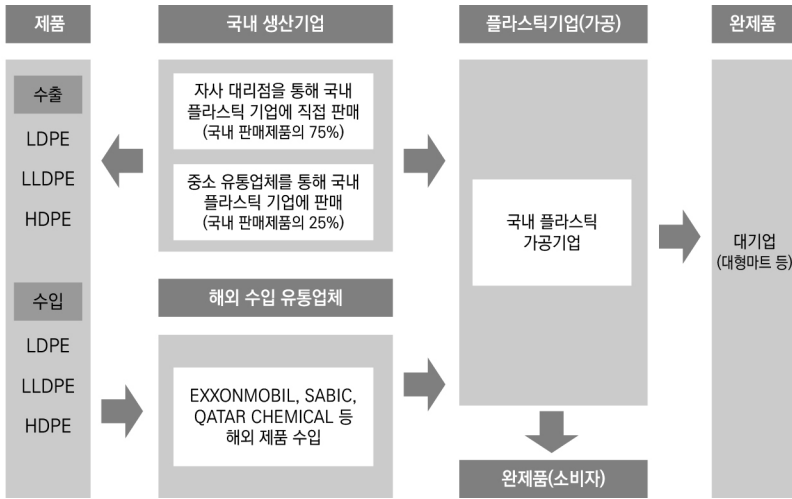 제품
수출
LDPE
LLDPE
HDPE
수입
LDPE
LLDPE
HDPE
국내 생산기업
자사 대리점을 통해 국내
플라스틱 기업에 직접 판매
(국내 판매제품의 75%)
중소 유통업체를 통해 국내
플라스틱 기업에 판매
(국내 판매제품의 25%)
해외 수입 유통업체
EXXONMOBIL, SABIC,
QATAR CHEMICAL 등
해외 제품 수입
플라스틱기업(가공)
국내 플라스틱
가공기업
완제품(소비자)
완제품
대기업
(대형마트 등)